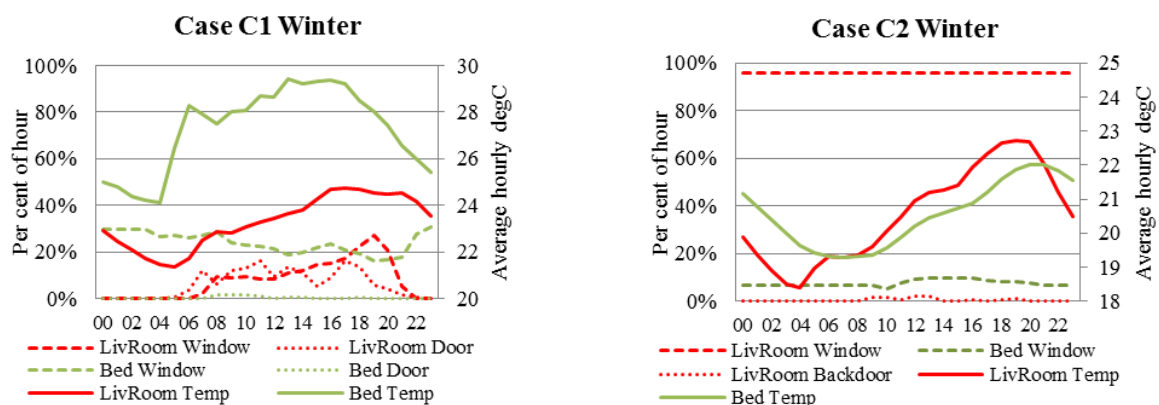 Case C1 Winter
Per cent of hour
100%
80%
60%
40%
20%
0%
30
28
26
24
22
20
Average hourly degC
00 02 04 06 08 10 12 14 16 18 20 22
LivRoom Window LivRoom Door
Bed Window Bed Door
LivRoom Temp Bed Temp
Case C2 Winter
Per cent of hour
100%
80%
60%
40%
20%
0%
25
24
23
22
21
20
19
18
Average hourly degC
00 02 04 06 08 10 12 14 16 18 20 22
LivRoom Window Bed Window
LivRoom Backdoor LivRoom Temp
Bed Temp